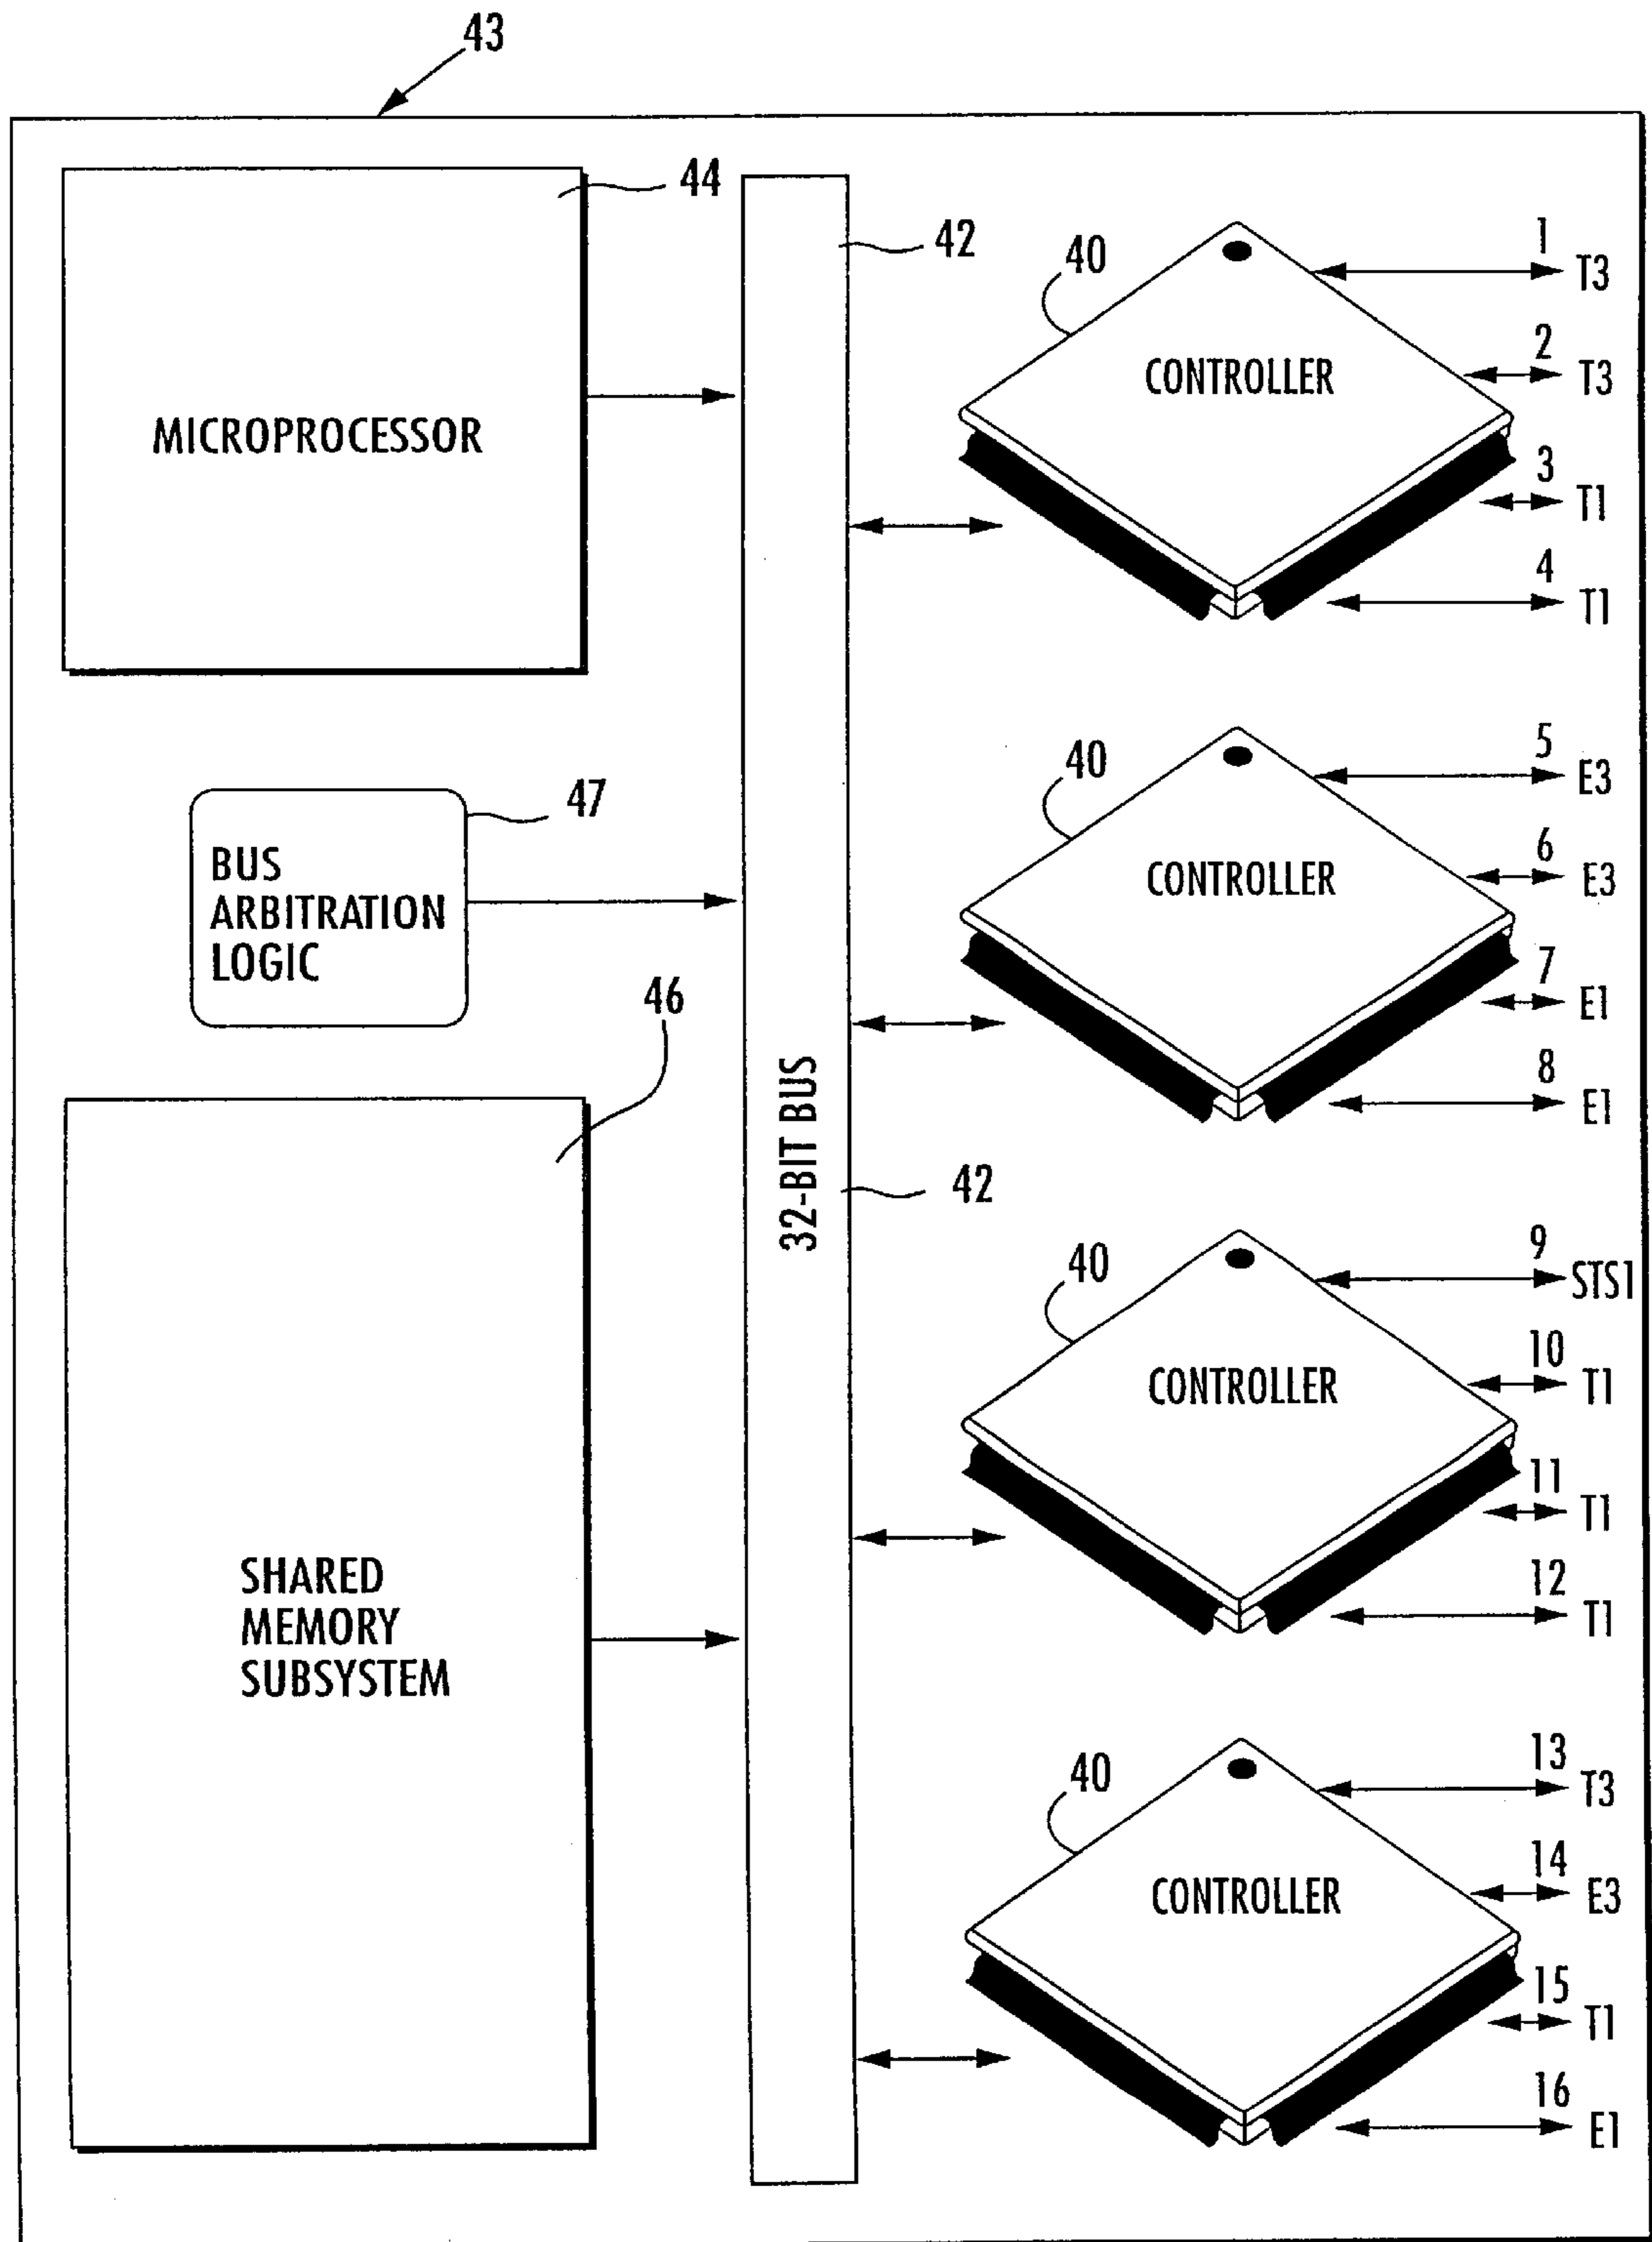 43
44
MICROPROCESSOR
47
BUS
ARBITRATION
LOGIC
46
SHARED
MEMORY
SUBSYSTEM
42
32-BIT BUS
42
40
CONTROLLER
1
T3
2
T3
3
T1
4
T1
40
CONTROLLER
5
E3
6
E3
7
E1
8
E1
40
CONTROLLER
9
STS1
10
T1
11
T1
12
T1
40
CONTROLLER
13
T3
14
E3
15
T1
16
E1